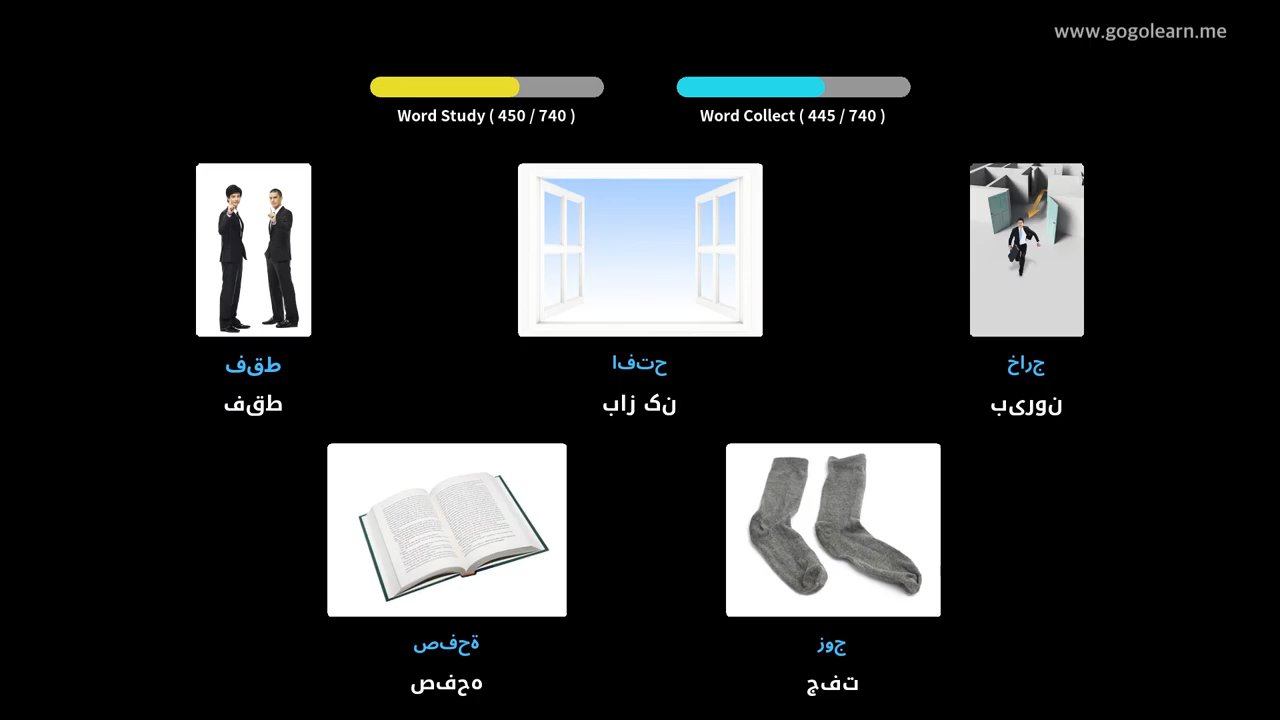 www.gogolearn.me
Word Study ( 450 / 740 )
Word Collect ( 445 / 740 )
طقف
طقف
حتفا
نک زاب
جراخ
نوریب
ةحفص
هحفص
جوز
تفج